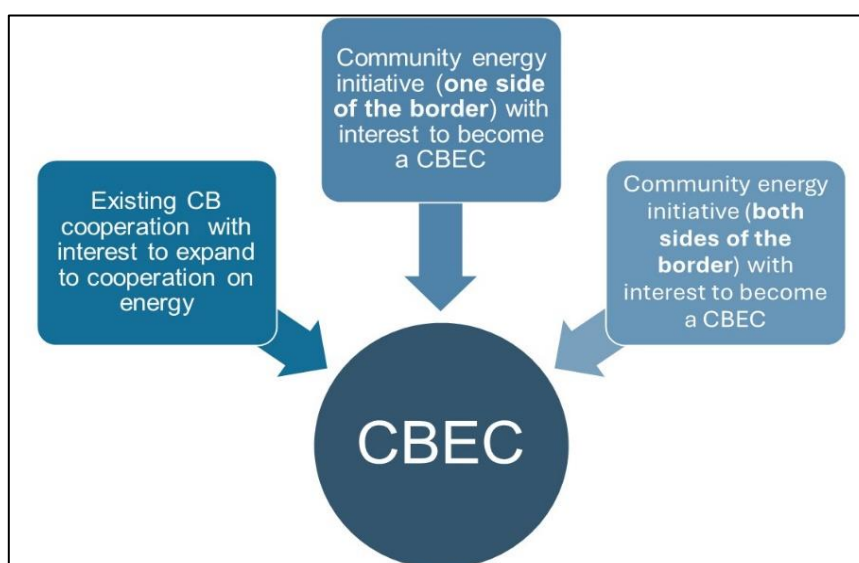 Existing CB
cooperation with
interest to expand
to cooperation on
energy
Community energy
initiative (one side
of the border) with
interest to become
a CBEC
Community energy
initiative (both
sides of the
border) with
interest to become
a CBEC
CBEC